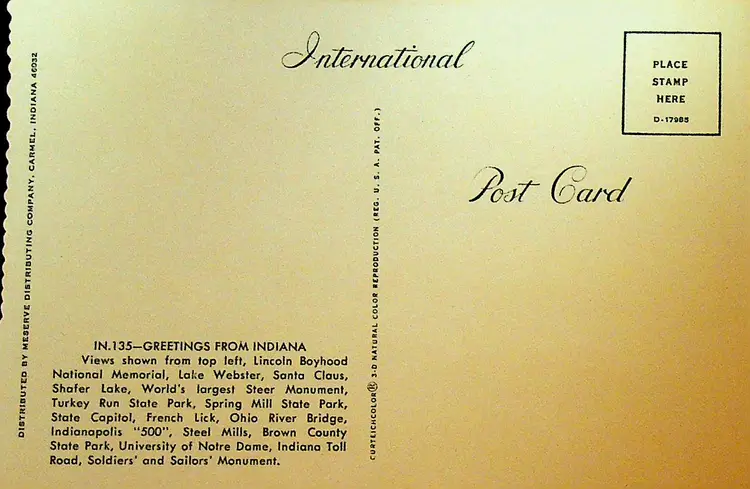 International
PLACE
STAMP
HERE
D-17985
Post Card
DISTRIBUTED BY MESERVE DISTRIBUTING COMPANY, CARMEL, INDIANA 46032
IN.135—GREETINGS FROM INDIANA
Views shown from top left, Lincoln Boyhood
National Memorial, Lake Webster, Santa Claus,
Shafer Lake, World's largest Steer Monument,
Turkey Run State Park, Spring Mill State Park,
State Capitol, French Lick, Ohio River Bridge,
Indianapolis "500", Steel Mills, Brown County
State Park, University of Notre Dame, Indiana Toll
Road, Soldiers' and Sailors' Monument.
CURTEICHCOLOR® 3-D NATURAL COLOR REPRODUCTION (REG. U. S. A. PAT. OFF.)